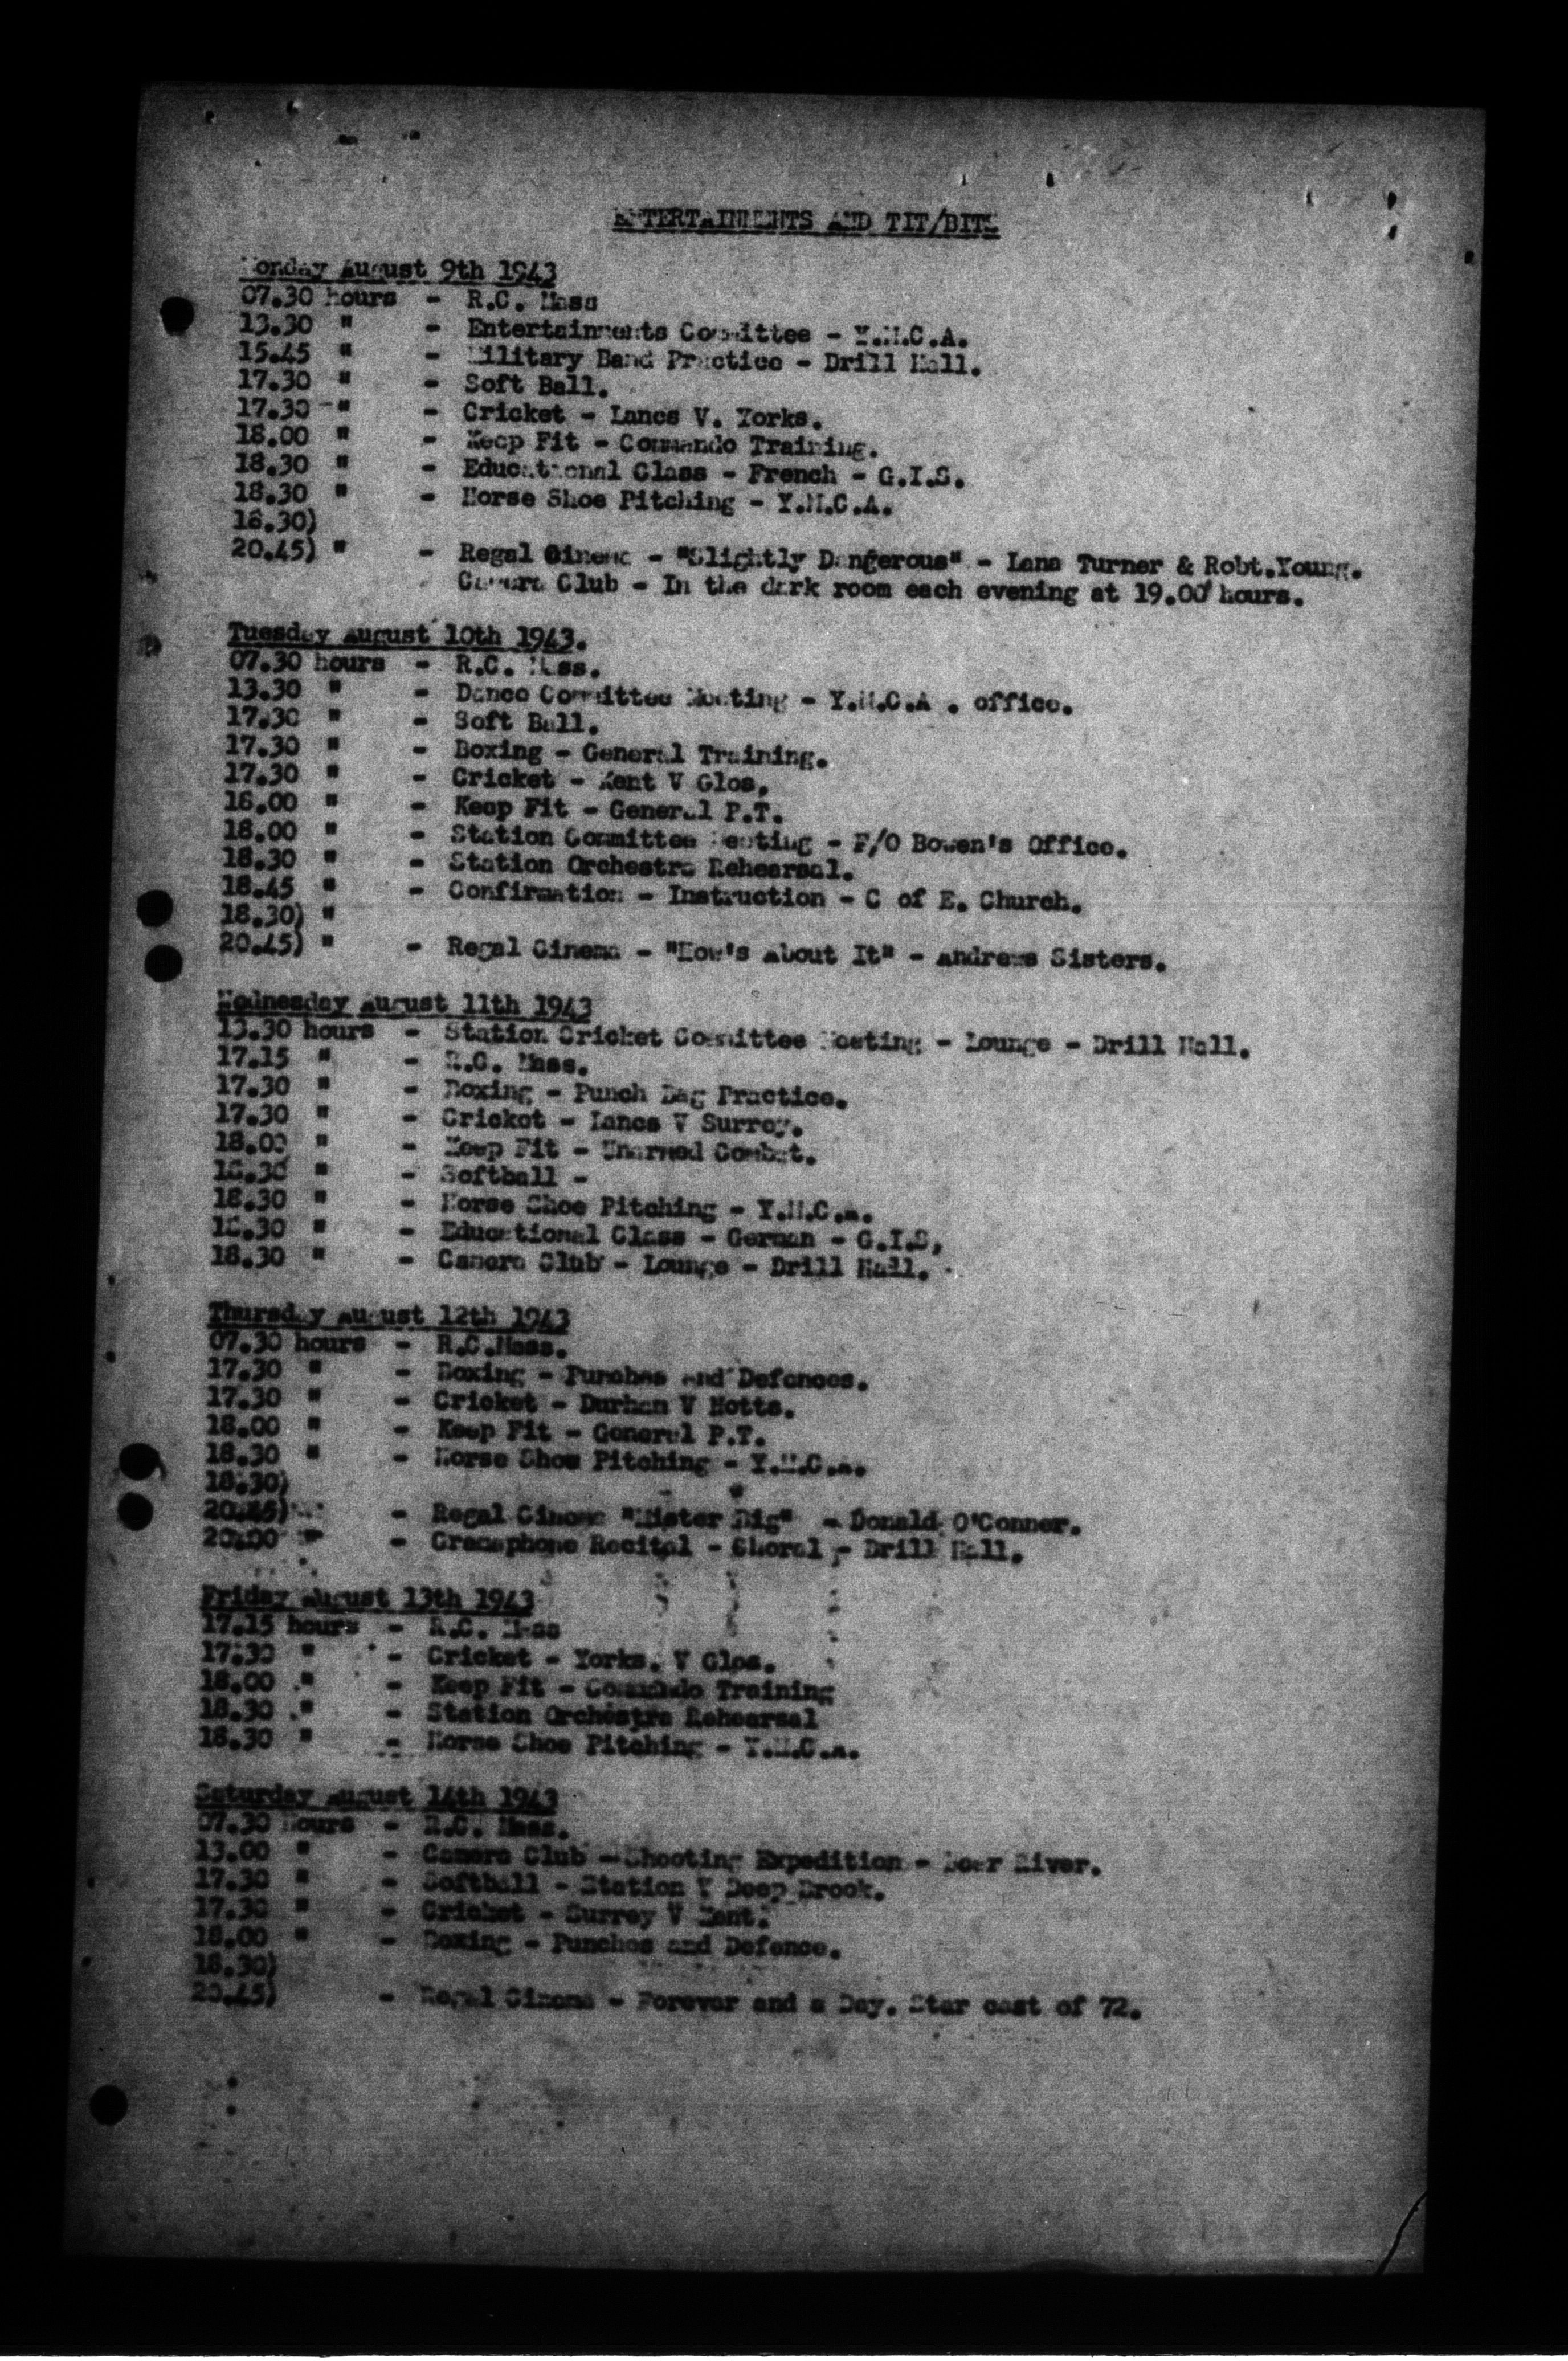 ENTERTAINMENTS AND TIT/BITS
Monday August 9th 1943
07.30 hours - R.C. Mass
13.30 " - Entertainments Committee - Y.M.C.A.
15.45 " - Military Band Practice - Drill Hall.
17.30 " - Soft Ball.
17.30 " - Cricket - Lancs V. Yorks.
18.00 " - Keep Fit - Commando Training.
18.30 " - Educational Class - French - G.I.S.
18.30 " - Horse Shoe Pitching - Y.M.C.A.
18.30)
20.45) " - Regal Cinema - "Slightly Dangerous" - Lana Turner & Robt.Young.
Camera Club - In the dark room each evening at 19.00 hours.
Tuesday August 10th 1943.
07.30 hours - R.C. Mass.
13.30 " - Dance Committee Meeting - Y.M.C.A . office.
17.30 " - Soft Ball.
17.30 " - Boxing - General Training.
17.30 " - Cricket - Kent V Glos.
18.00 " - Keep Fit - General P.T.
18.00 " - Station Committee Meeting - F/O Bowen's Office.
18.30 " - Station Orchestra Rehearsal.
18.45 " - Confirmation - Instruction - C of E. Church.
18.30) "
20.45) " - Regal Cinema - "How's About It" - Andrews Sisters.
Wednesday August 11th 1943
13.30 hours - Station Cricket Committee Meeting - Lounge - Drill Hall.
17.15 " - R.C. Mass.
17.30 " - Boxing - Punch Bag Practice.
17.30 " - Cricket - Lancs V Surrey.
18.00 " - Keep Fit - Unarmed Combat.
18.30 " - Softball -
18.30 " - Horse Shoe Pitching - Y.M.C.A.
18.30 " - Educational Class - German - G.I.S,
18.30 " - Camera Club - Lounge - Drill Hall.
Thursday August 12th 1943
07.30 hours - R.C.Mass.
17.30 " - Boxing - Punches and Defences.
17.30 " - Cricket - Durham V Notts.
18.00 " - Keep Fit - General P.T.
18.30 " - Horse Shoe Pitching - Y.M.C.A.
18.30)
20.45) " - Regal Cinema "Mister Big" - Donald O'Conner.
20.00 " - Gramaphone Recital - Choral - Drill Hall.
Friday August 13th 1943
17.15 hours - R.C. Mass
17.30 " - Cricket - Yorks. V Glos.
18.00 " - Keep Fit - Commando Training
18.30 " - Station Orchestra Rehearsal
18.30 " - Horse Shoe Pitching - Y.M.C.A.
Saturday August 14th 1943
07.30 hours - R.C. Mass.
13.00 " - Camera Club - Shooting Expedition - River.
17.30 " - Softball - Station V Deep Brook.
17.30 " - Cricket - Surrey V Kent.
18.00 " - Boxing - Punches and Defence.
18.30)
20.45) - Regal Cinema - Forever and a Day. Star cast of 72.